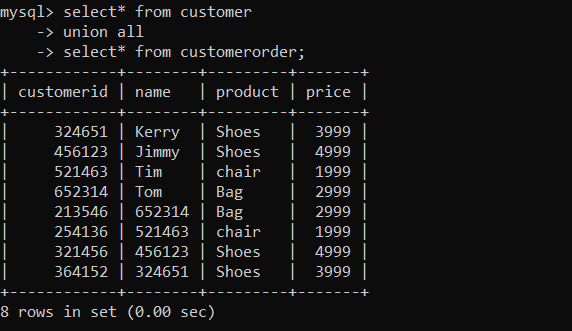 mysql> select* from customer
    -> union all
    -> select* from customerorder;
+------------+--------+---------+-------+
| customerid | name   | product | price |
+------------+--------+---------+-------+
|     324651 | Kerry  | Shoes   |  3999 |
|     456123 | Jimmy  | Shoes   |  4999 |
|     521463 | Tim    | chair   |  1999 |
|     652314 | Tom    | Bag     |  2999 |
|     213546 | 652314 | Bag     |  2999 |
|     254136 | 521463 | chair   |  1999 |
|     321456 | 456123 | Shoes   |  4999 |
|     364152 | 324651 | Shoes   |  3999 |
+------------+--------+---------+-------+
8 rows in set (0.00 sec)